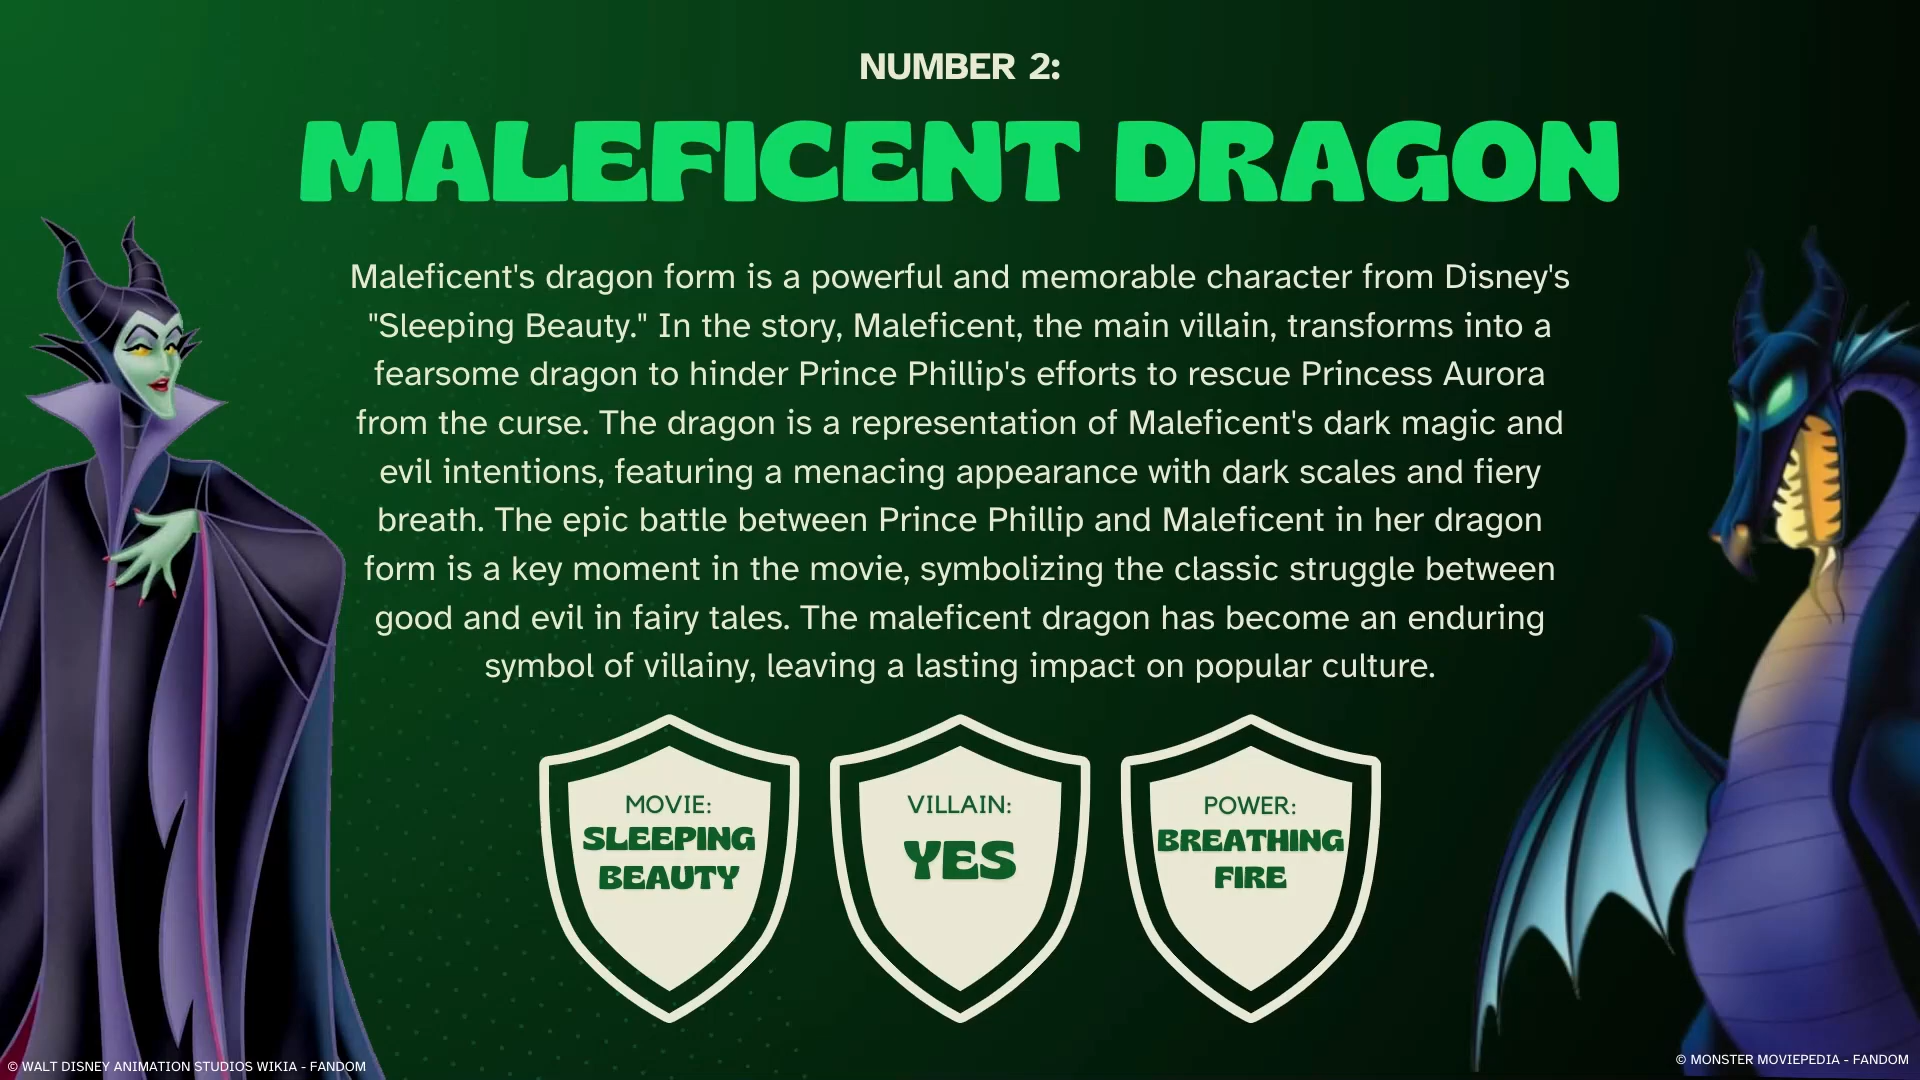 NUMBER 2:
MALEFICENT DRAGON
Maleficent's dragon form is a powerful and memorable character from Disney's
"Sleeping Beauty." In the story, Maleficent, the main villain, transforms into a
fearsome dragon to hinder Prince Phillip's efforts to rescue Princess Aurora
from the curse. The dragon is a representation of Maleficent's dark magic and
evil intentions, featuring a menacing appearance with dark scales and fiery
breath. The epic battle between Prince Phillip and Maleficent in her dragon
form is a key moment in the movie, symbolizing the classic struggle between
good and evil in fairy tales. The maleficent dragon has become an enduring
symbol of villainy, leaving a lasting impact on popular culture.
MOVIE:
SLEEPING
BEAUTY
VILLAIN:
YES
POWER:
BREATHING
FIRE
© WALT DISNEY ANIMATION STUDIOS WIKIA - FANDOM
© MONSTER MOVIEPEDIA - FANDOM